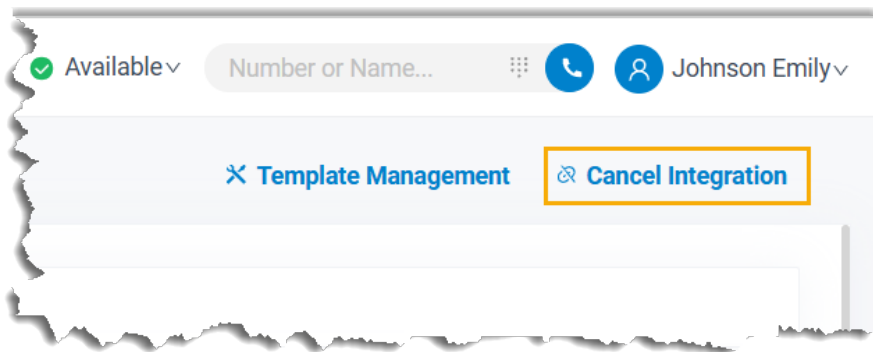 Available Number or Name... Johnson Emily
Template Management Cancel Integration